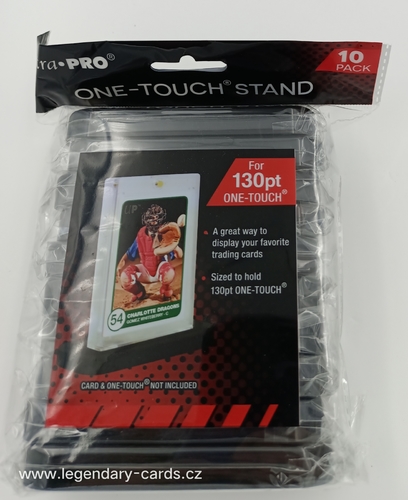 ra•PRO®
10
PACK
ONE-TOUCH® STAND
For
130pt
ONE-TOUCH®
• A great way to
display your favorite
trading cards
• Sized to hold
130pt ONE-TOUCH®
UP
54
CHARLOTTE DRAGONS
CARD & ONE-TOUCH® NOT INCLUDED
www.legendary-cards.cz